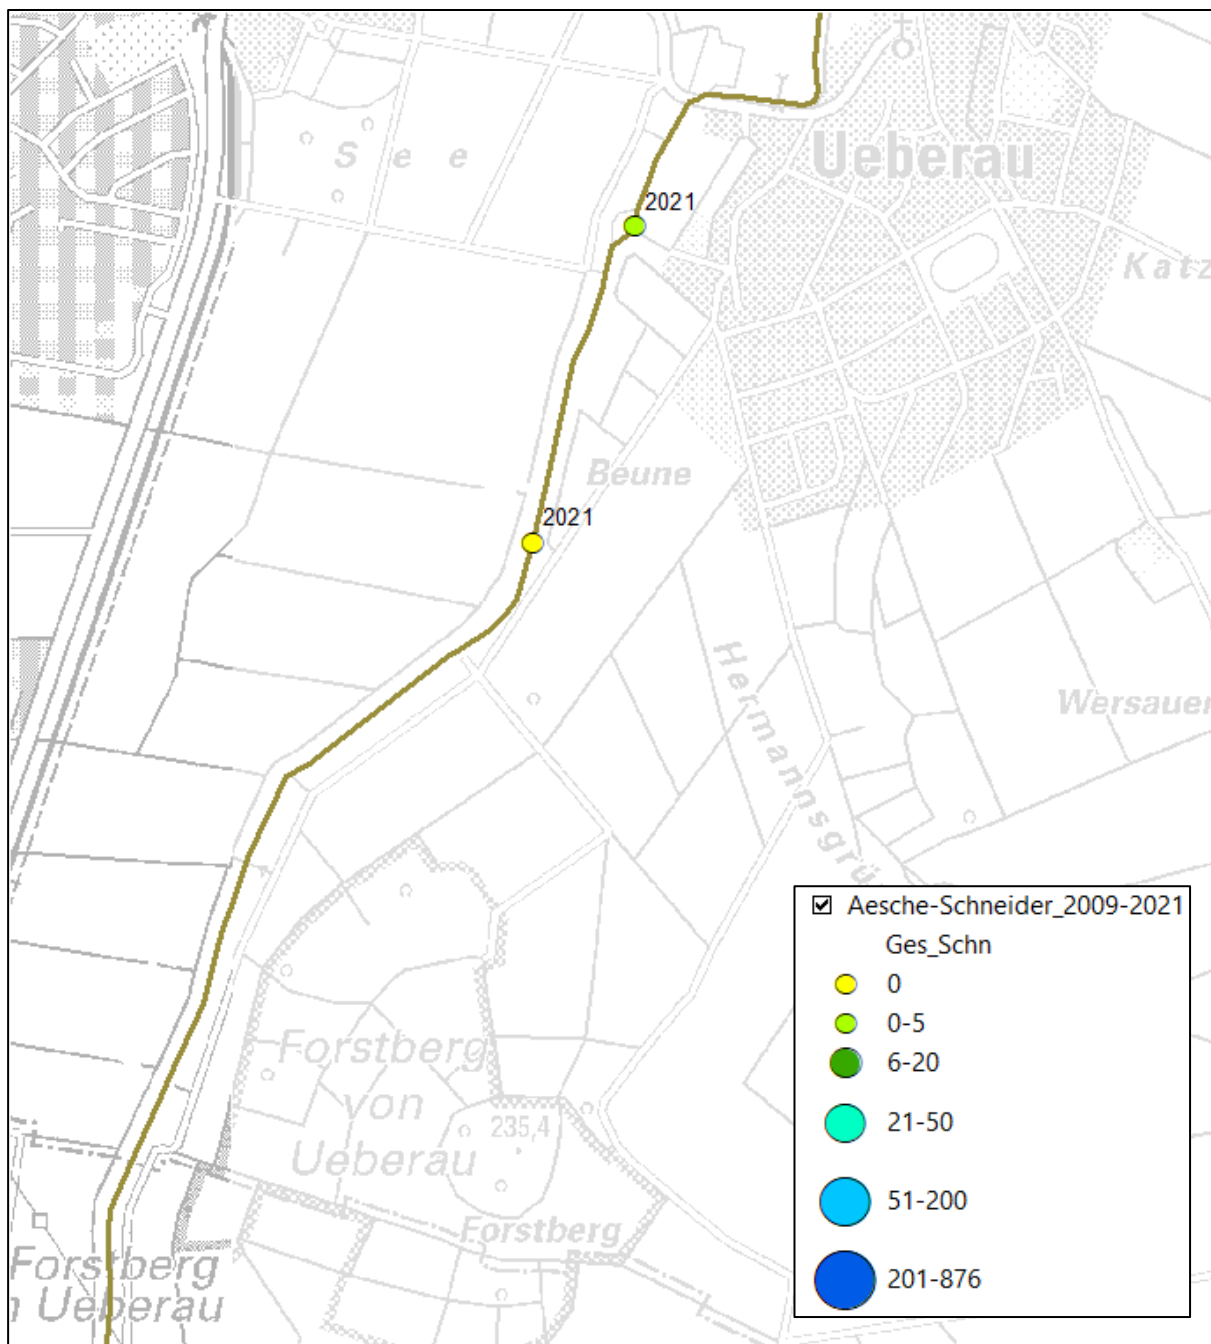 See
Ueberau
2021
Katz
Beune
2021
Hermannsgrü
Wersauer
Forstberg
von
Ueberau
235,4
Forstberg
Forstberg
n Ueberau
Aesche-Schneider_2009-2021
Ges_Schn
0
0-5
6-20
21-50
51-200
201-876